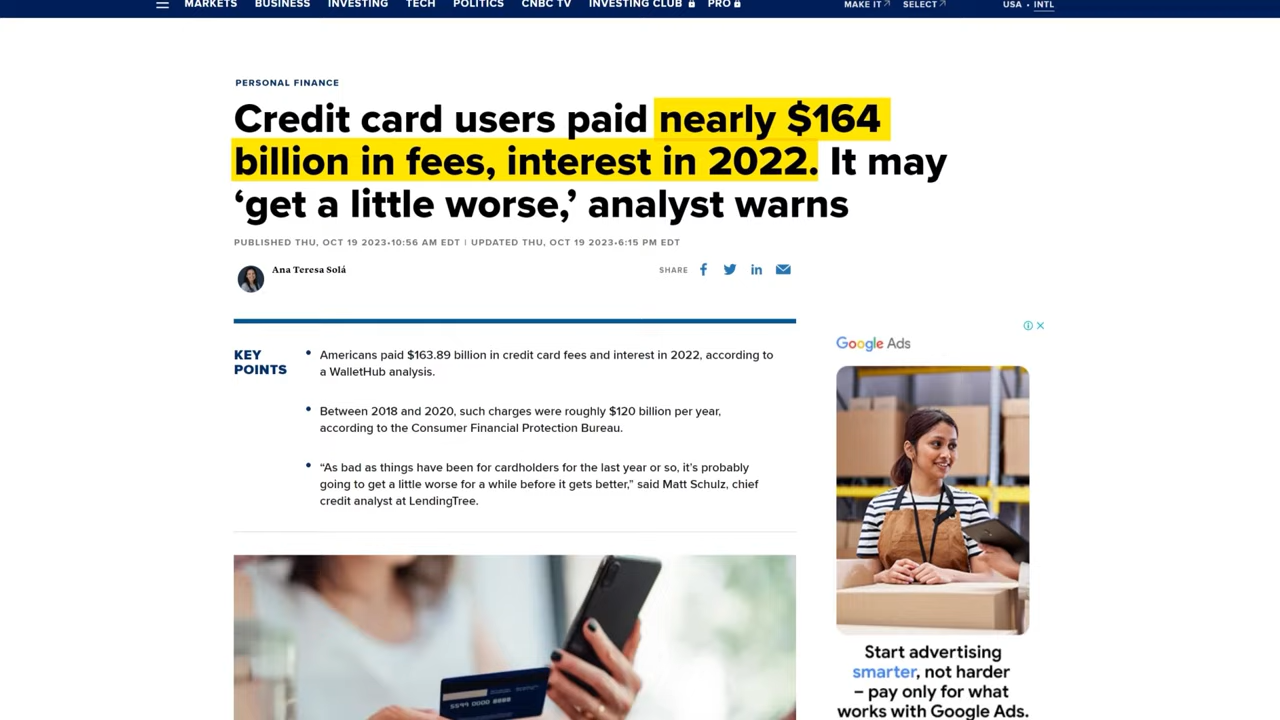 MARKETS BUSINESS INVESTING TECH POLITICS CNBC TV INVESTING CLUB PRO MAKE IT SELECT USA • INTL
PERSONAL FINANCE
Credit card users paid nearly $164
billion in fees, interest in 2022. It may
‘get a little worse,’ analyst warns
PUBLISHED THU, OCT 19 2023•10:56 AM EDT | UPDATED THU, OCT 19 2023•6:15 PM EDT
Ana Teresa Solá
SHARE
KEY
POINTS
• Americans paid $163.89 billion in credit card fees and interest in 2022, according to
a WalletHub analysis.
• Between 2018 and 2020, such charges were roughly $120 billion per year,
according to the Consumer Financial Protection Bureau.
• “As bad as things have been for cardholders for the last year or so, it’s probably
going to get a little worse for a while before it gets better,” said Matt Schulz, chief
credit analyst at LendingTree.
Google Ads
Start advertising
smarter, not harder
– pay only for what
works with Google Ads.